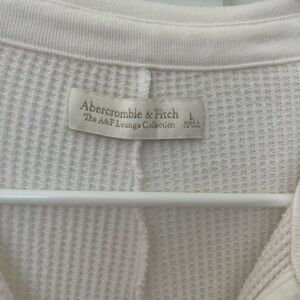 Abercrombie & Fitch
The A&F Lounge Collection
L